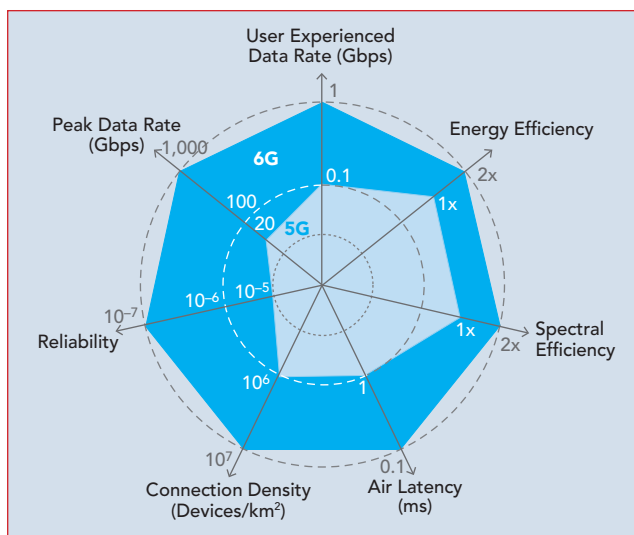 User Experienced
Data Rate (Gbps)
1
Peak Data Rate
(Gbps)
1,000
Energy Efficiency
2x
6G
0.1
1x
100
20
5G
10⁻⁷
10⁻⁶
10⁻⁵
Reliability
1x
2x
Spectral
Efficiency
10⁶
1
10⁷
0.1
Connection Density
(Devices/km²)
Air Latency
(ms)